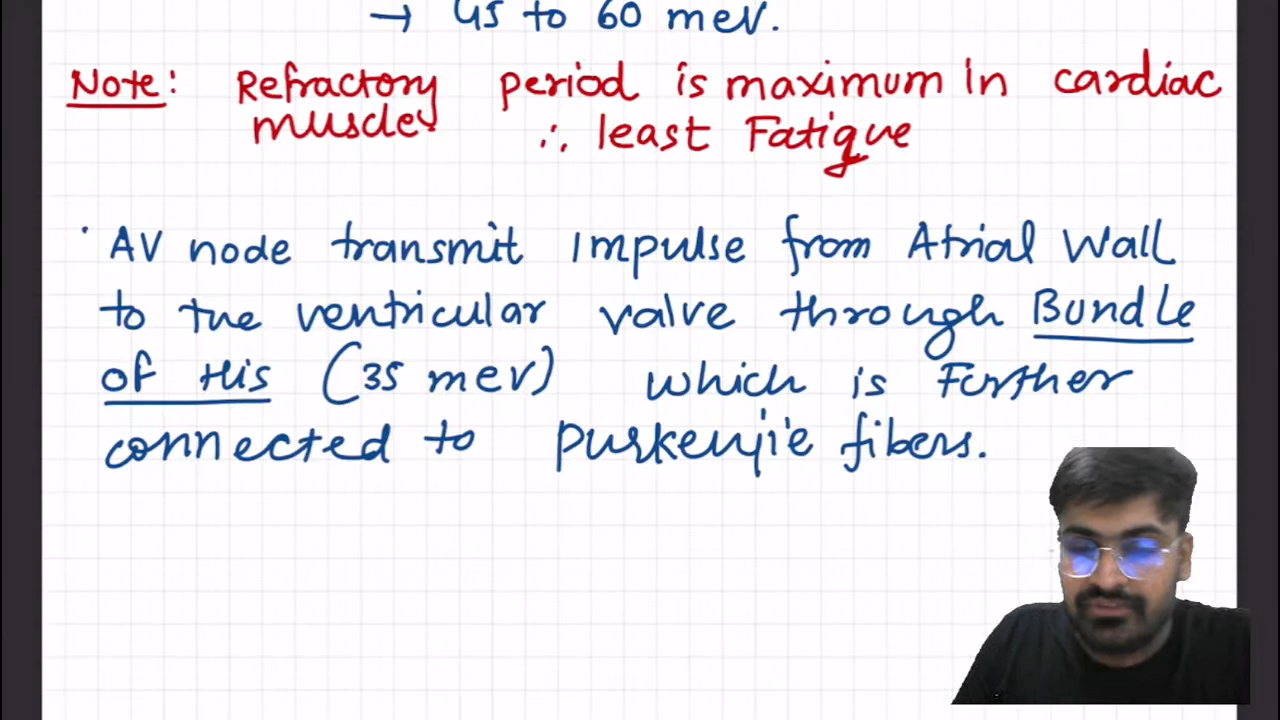 → 45 to 60 mev.
Note: Refractory period is maximum in cardiac
muscle. ∴ least Fatigue
· AV node transmit impulse from Atrial Wall
to the ventricular valve through Bundle
of His (35 mev) which is Further
connected to Purkenjie fibers.